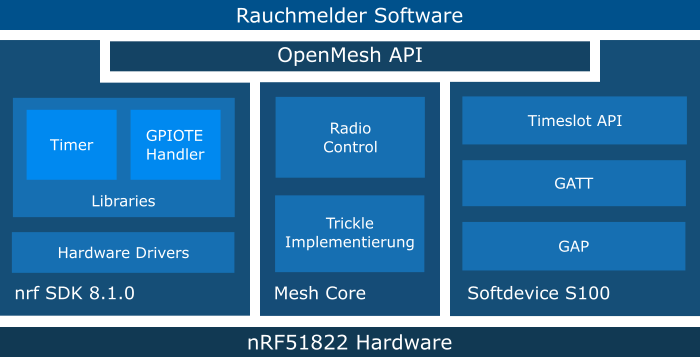 Rauchmelder Software
OpenMesh API
Timer
GPIOTE
Handler
Libraries
Hardware Drivers
nrf SDK 8.1.0
Radio
Control
Trickle
Implementierung
Mesh Core
Timeslot API
GATT
GAP
Softdevice S100
nRF51822 Hardware